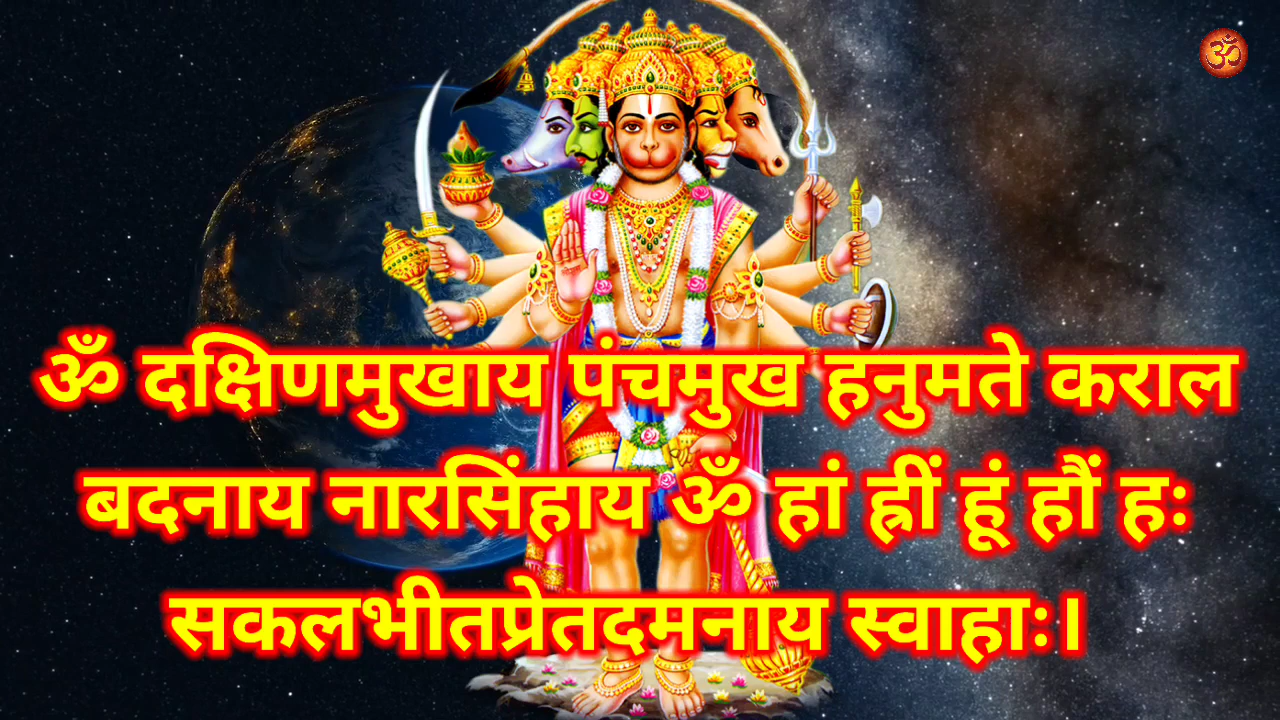 ॐ
ॐ दक्षिणमुखाय पंचमुख हनुमते कराल
बदनाय नारसिंहाय ॐ हां ह्रीं हूं हौं हः
सकलभीतप्रेतदमनाय स्वाहाः।